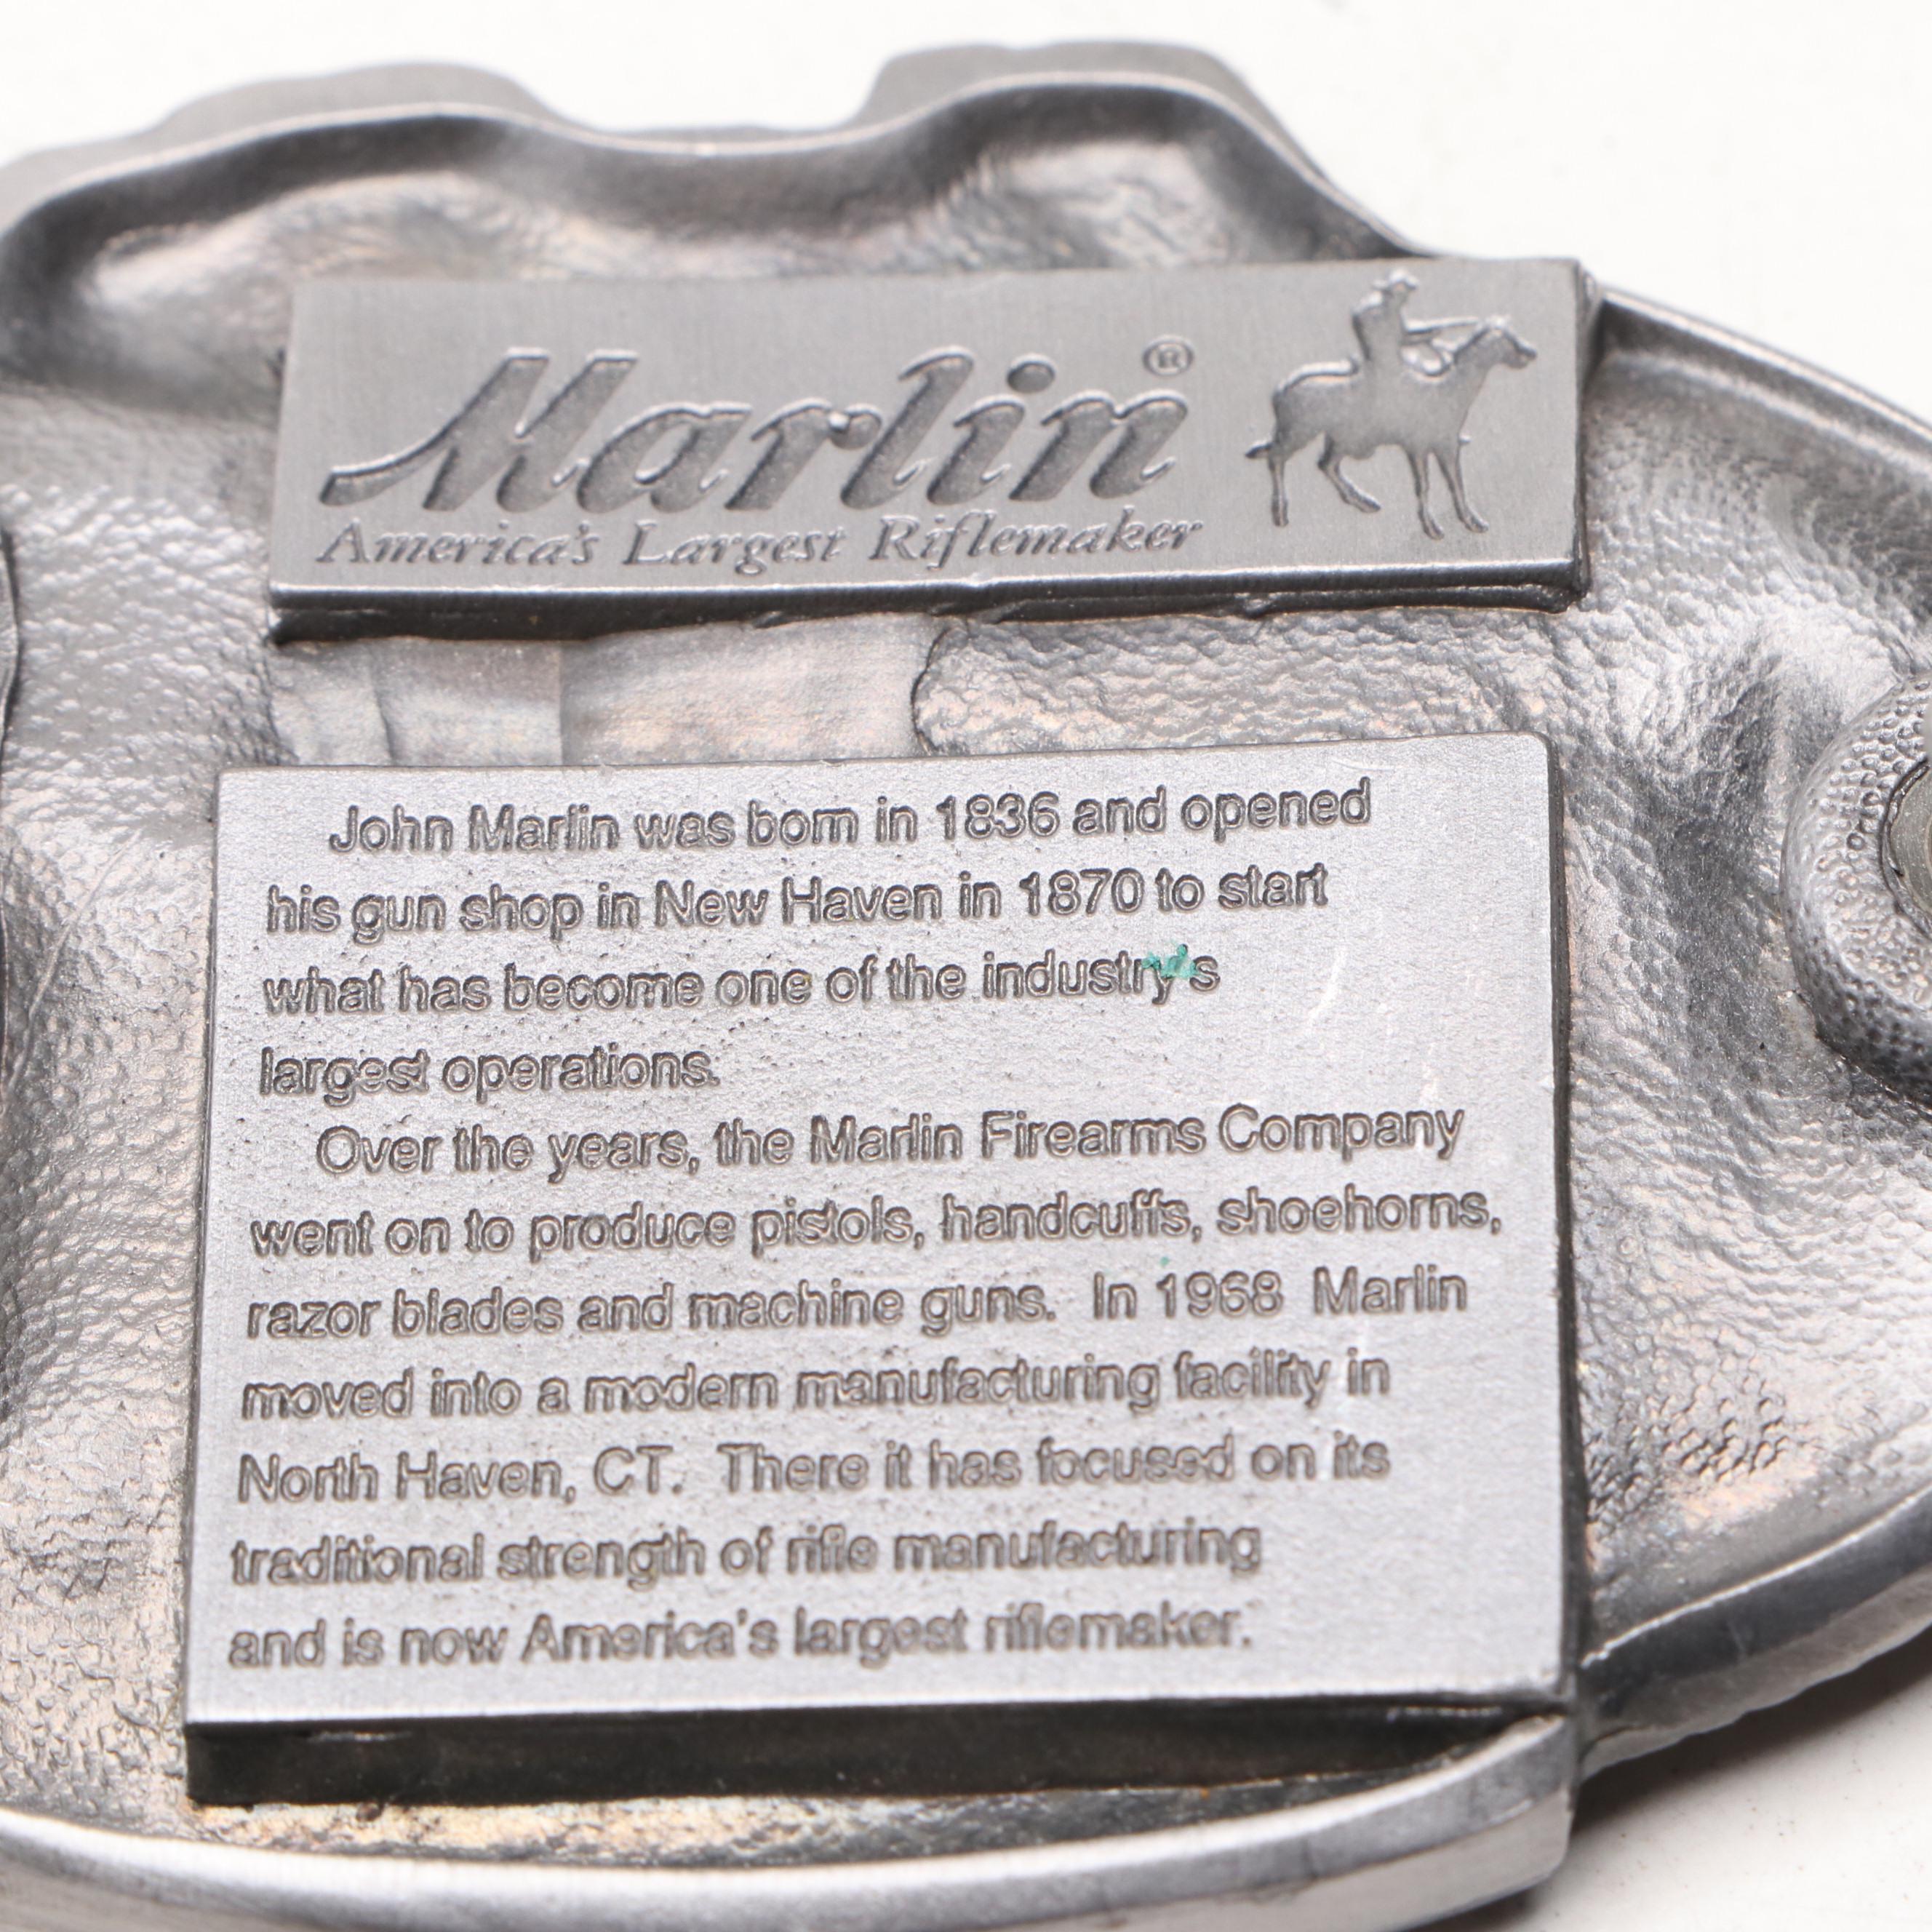 Marlin®
America's Largest Riflemaker
John Marlin was born in 1836 and opened
his gun shop in New Haven in 1870 to start
what has become one of the industry's
largest operations.
Over the years, the Marlin Firearms Company
went on to produce pistols, handcuffs, shoehorns,
razor blades and machine guns. In 1968 Marlin
moved into a modern manufacturing facility in
North Haven, CT. There it has focused on its
traditional strength of rifle manufacturing
and is now America's largest riflemaker.